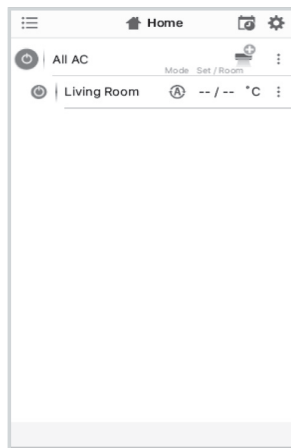 Home
All AC
Mode Set / Room
Living Room A -- / -- °C